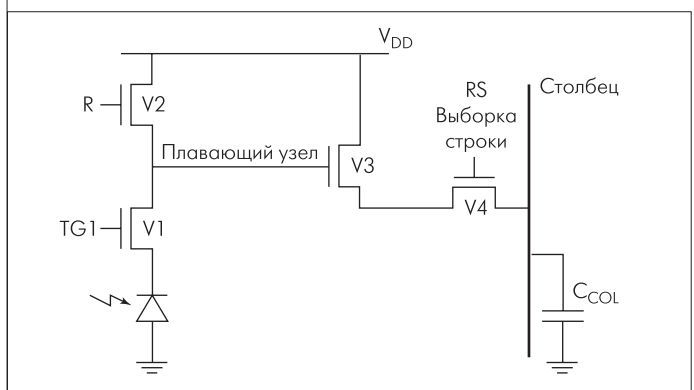 V_DD
R
V2
RS
Выборка
строки
Столбец
Плавающий узел
V3
TG1
V1
V4
C_COL